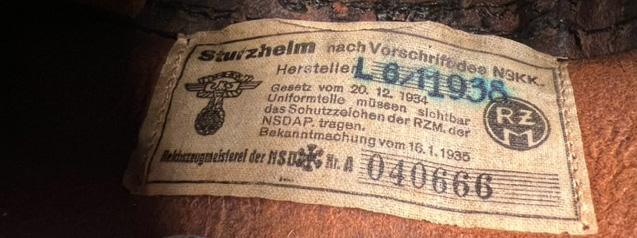 Sturzhelm nach Vorschrift des NSKK.
Hersteller L 6/11938
Gesetz vom 20. 12. 1934
Uniformteile müssen sichtbar
das Schutzzeichen der RZM. der
NSDAP. tragen.
Bekanntmachung vom 16.1.1935
RZM
Reichszeugmeisterei der NSDAP Nr. A 040666